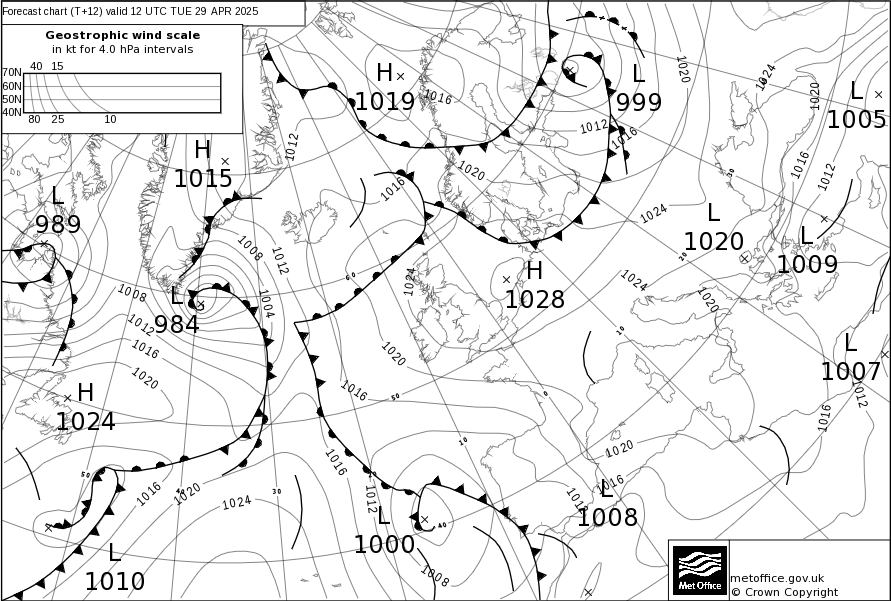 Forecast chart (T+12) valid 12 UTC TUE 29 APR 2025
Geostrophic wind scale
in kt for 4.0 hPa intervals
40 15
70N
60N
50N
40N
80 25 10
H
1019
L
999
L
1005
H
1015
L
989
L
1020
L
1009
H
1028
L
984
L
1007
H
1024
L
1000
L
1008
L
1010
1016
1020
1024
1020
1012
1012
1016
1016
1012
1020
1016
1024
1008
1012
1024
1024
1020
1008
1004
1012
1016
1020
1020
1016
1012
1016
1020
1016
1016
1012
1012
1016
1020
1024
1008
60
50
50
40
30
10
0
10
20
30
40
Met Office
metoffice.gov.uk
© Crown Copyright